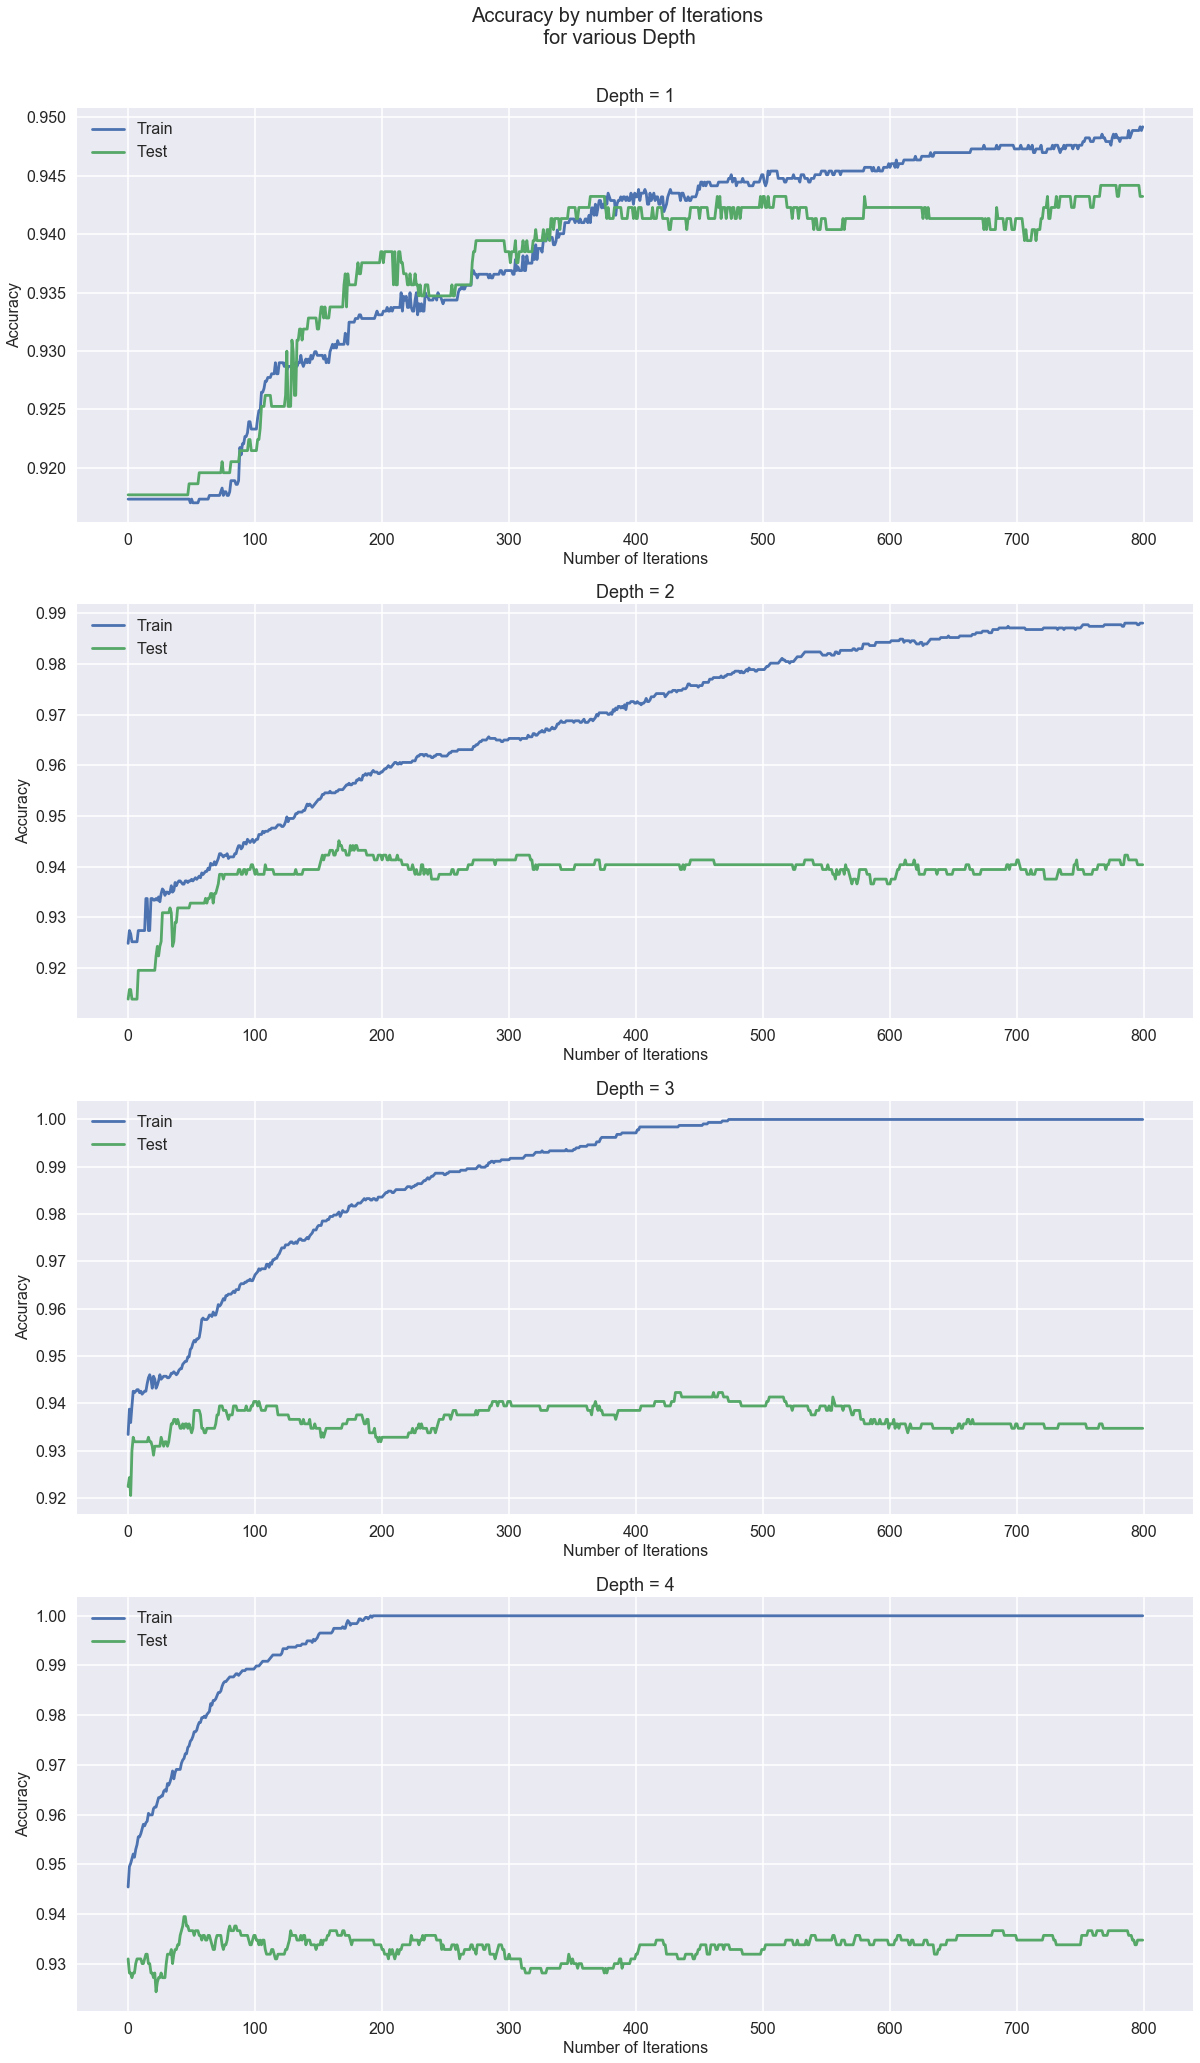 Accuracy by number of Iterations
for various Depth
Depth = 1
0.950
0.945
0.940
0.935
0.930
0.925
0.920
Accuracy
Train
Test
0 100 200 300 400 500 600 700 800
Number of Iterations
Depth = 2
0.99
0.98
0.97
0.96
0.95
0.94
0.93
0.92
Accuracy
Train
Test
0 100 200 300 400 500 600 700 800
Number of Iterations
Depth = 3
1.00
0.99
0.98
0.97
0.96
0.95
0.94
0.93
0.92
Accuracy
Train
Test
0 100 200 300 400 500 600 700 800
Number of Iterations
Depth = 4
1.00
0.99
0.98
0.97
0.96
0.95
0.94
0.93
Accuracy
Train
Test
0 100 200 300 400 500 600 700 800
Number of Iterations